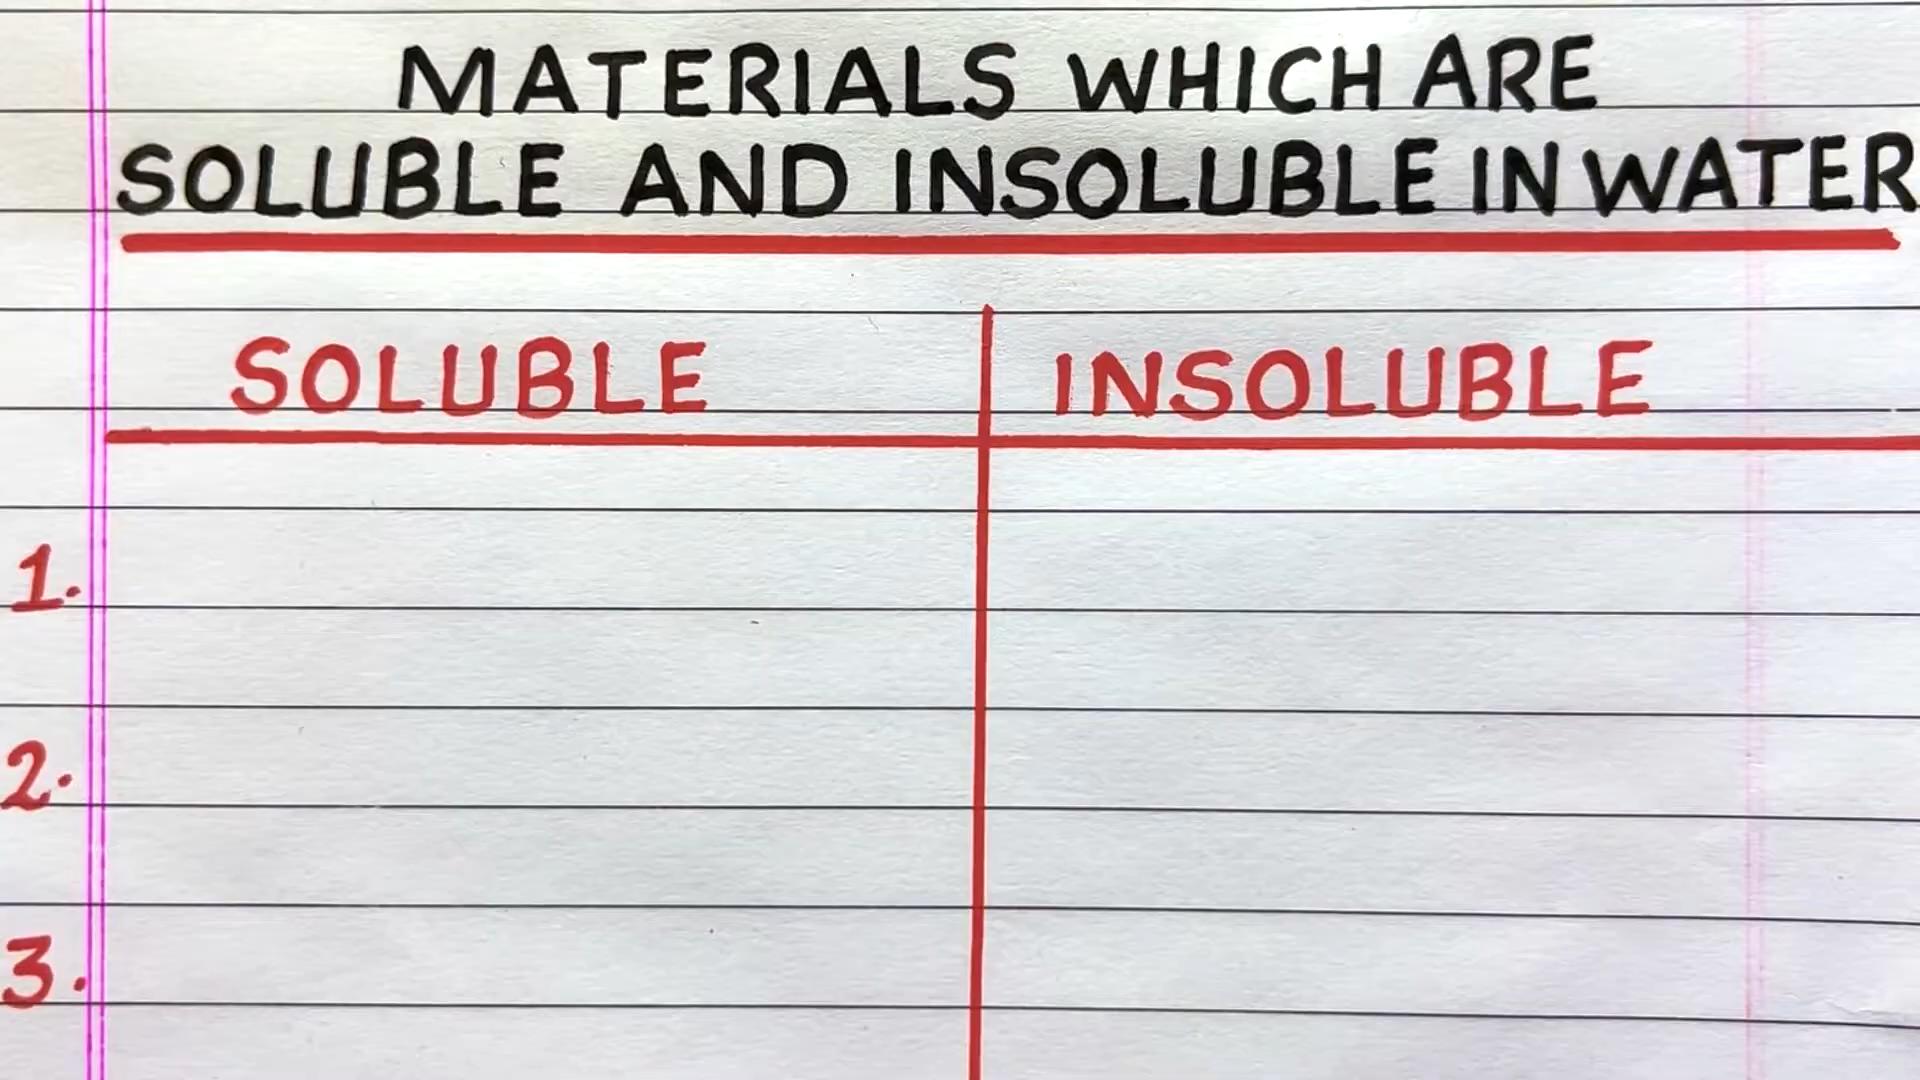 MATERIALS WHICH ARE
SOLUBLE AND INSOLUBLE IN WATER
SOLUBLE INSOLUBLE
1.
2.
3.